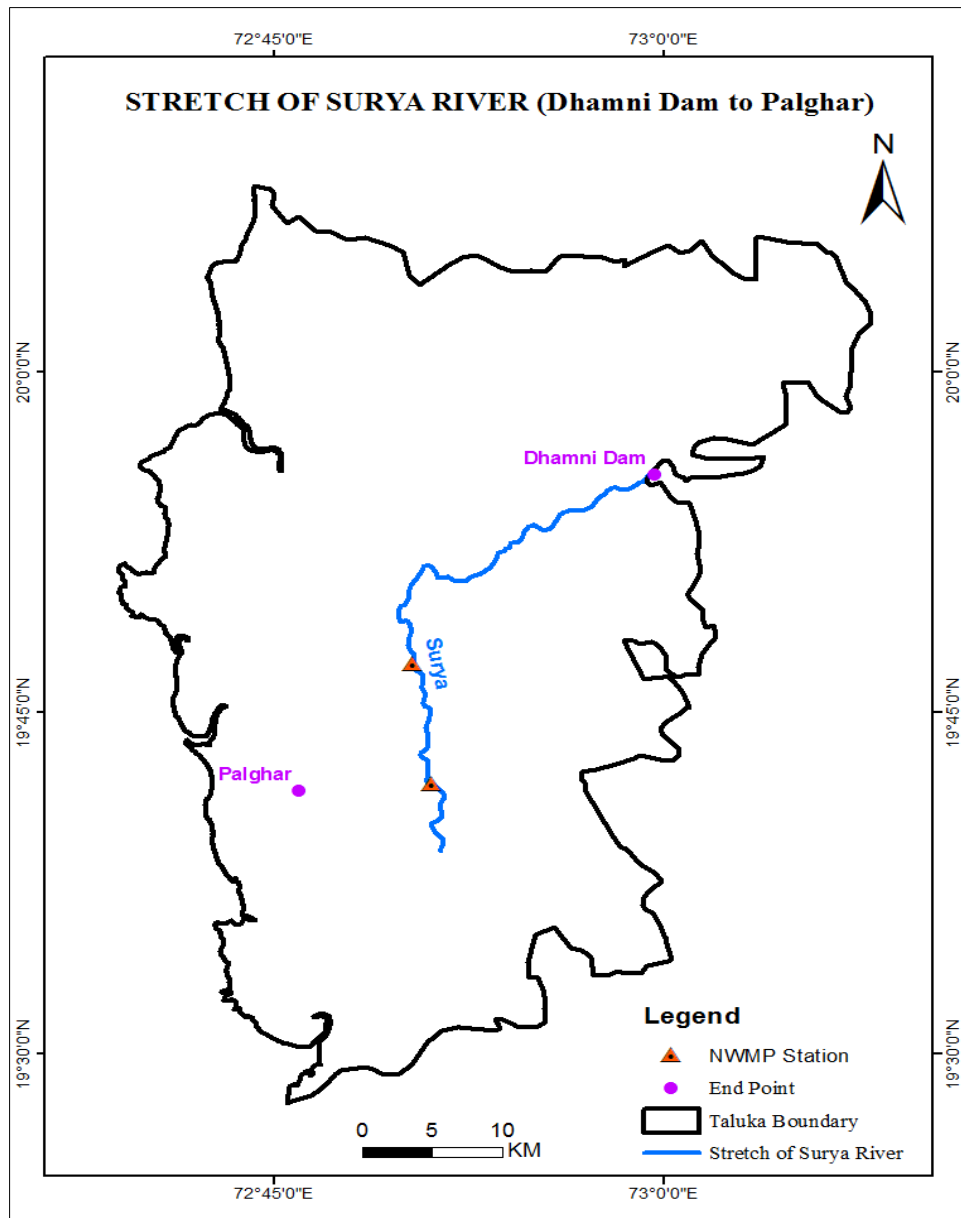 72°45'0"E 73°0'0"E
STRETCH OF SURYA RIVER (Dhamni Dam to Palghar)
N
20°0'0"N 20°0'0"N
Dhamni Dam
Surya
19°45'0"N 19°45'0"N
Palghar
Legend
NWMP Station
19°30'0"N 19°30'0"N
End Point
Taluka Boundary
0 5 10
KM
Stretch of Surya River
72°45'0"E 73°0'0"E